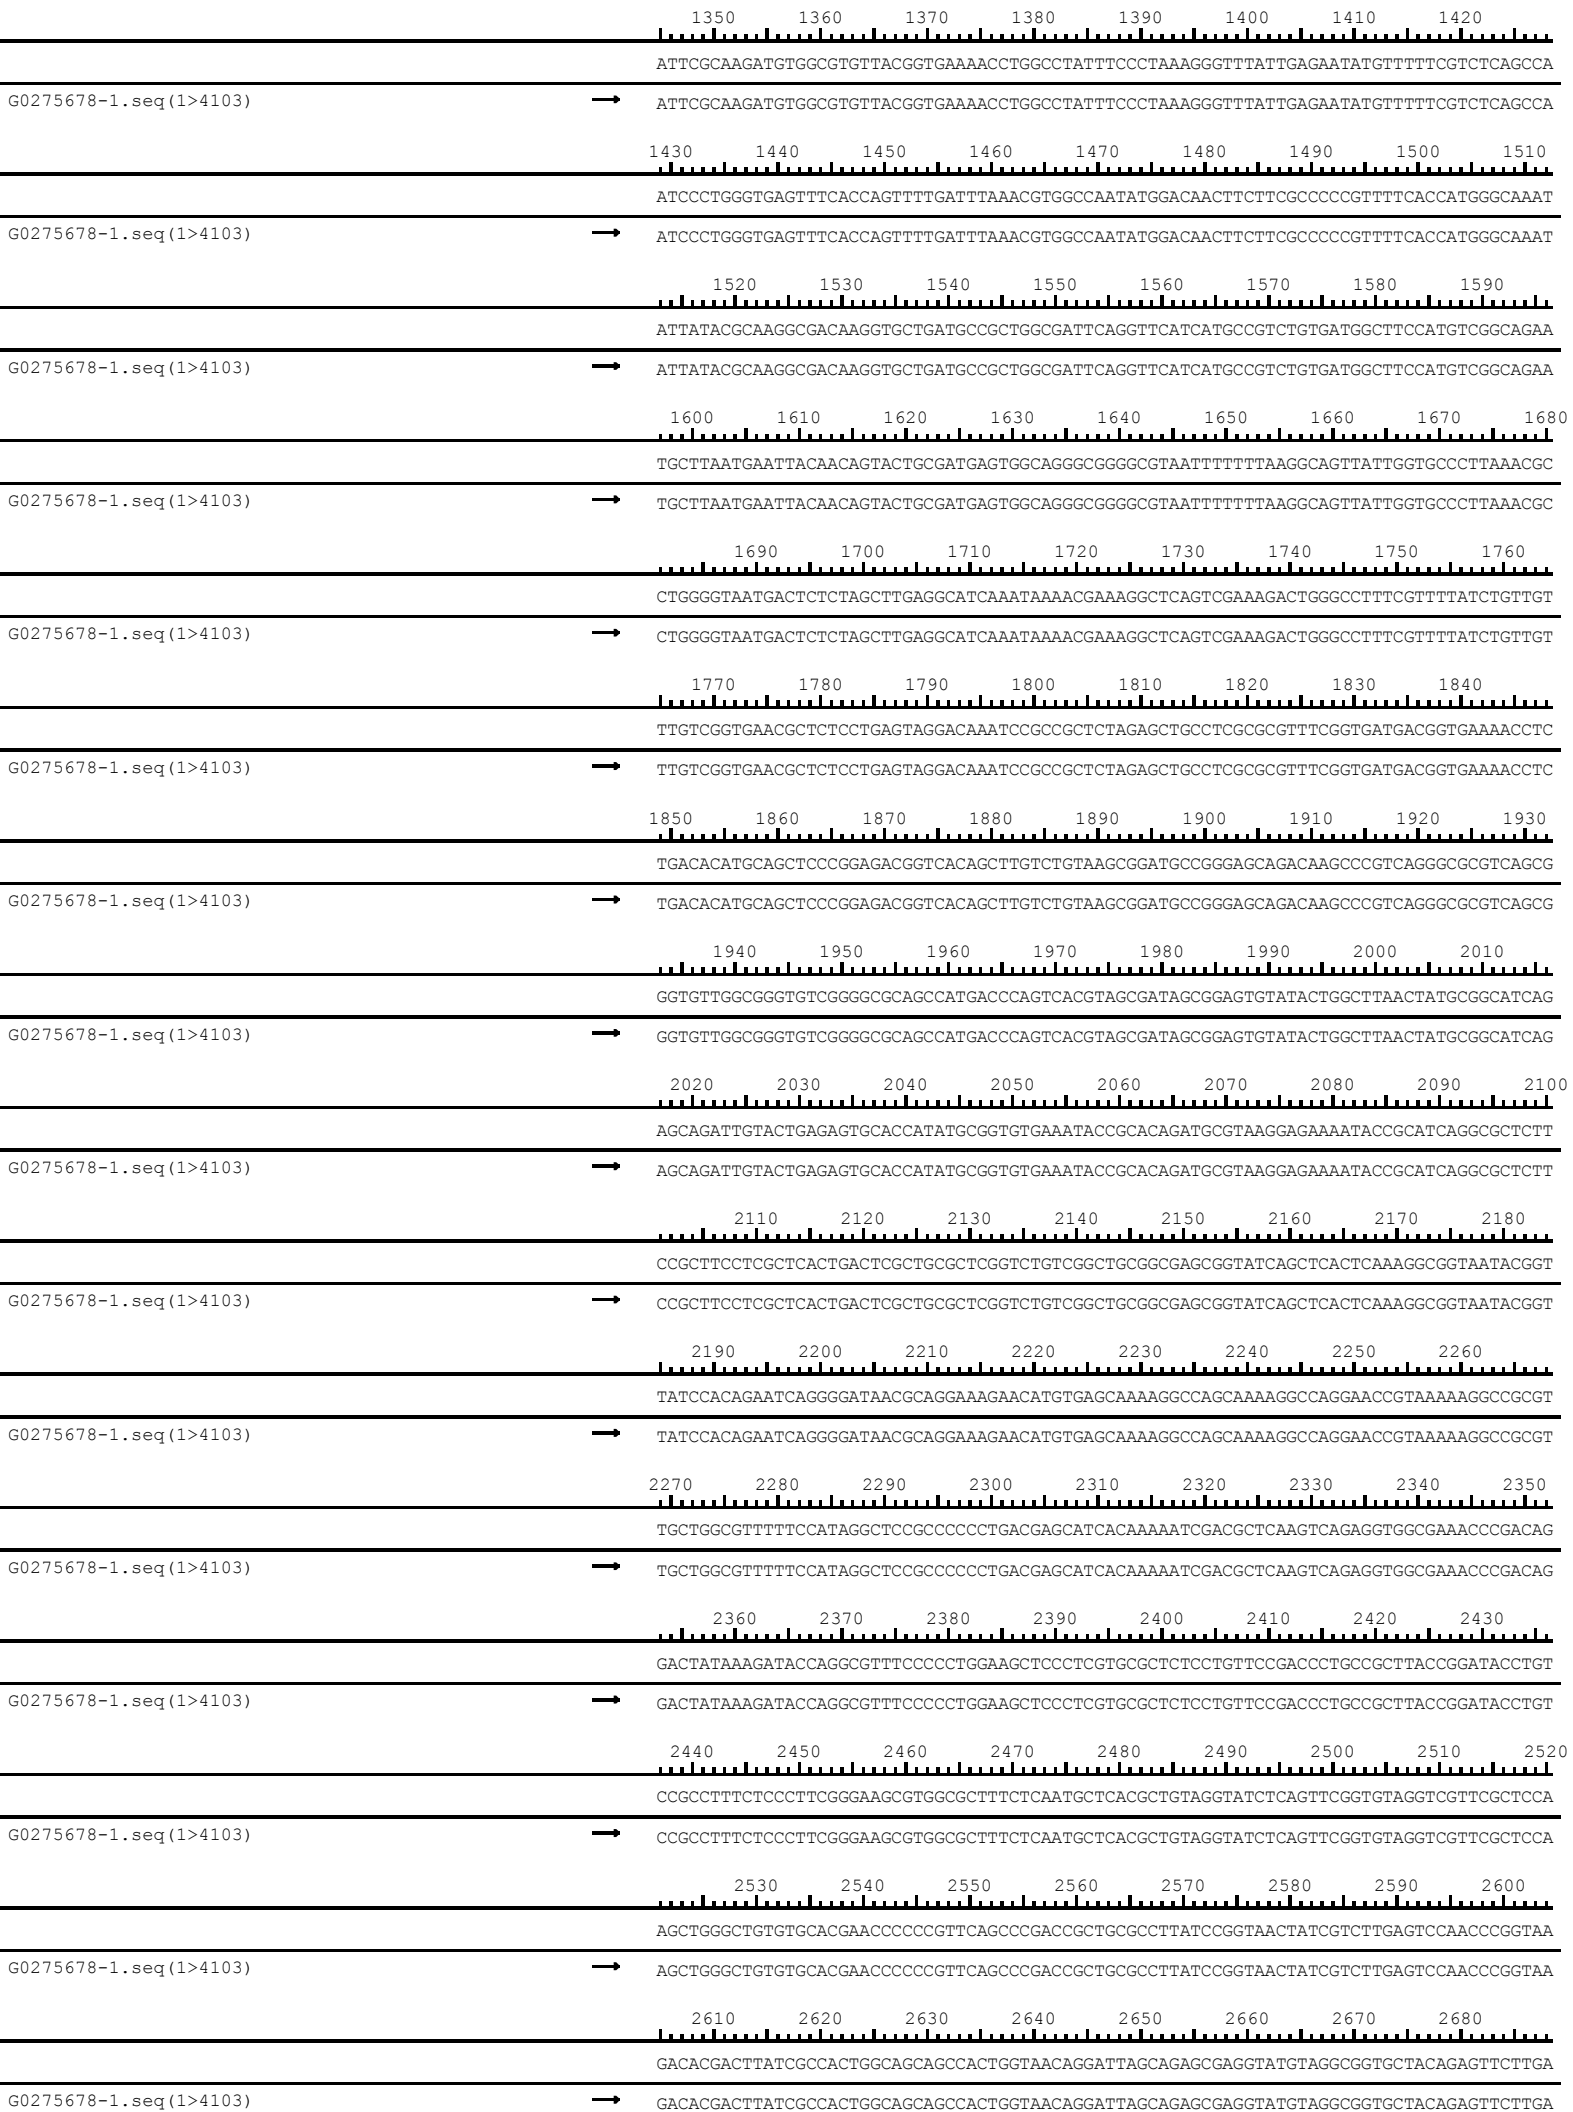 1350 1360 1370 1380 1390 1400 1410 1420
ATTCGCAAGATGTGGCGTGTTACGGTGAAAACCTGGCCTATTTCCCTAAAGGGTTTATTGAGAATATGTTTTTCGTCTCAGCCA
G0275678-1.seq(1>4103) → ATTCGCAAGATGTGGCGTGTTACGGTGAAAACCTGGCCTATTTCCCTAAAGGGTTTATTGAGAATATGTTTTTCGTCTCAGCCA
1430 1440 1450 1460 1470 1480 1490 1500 1510
ATCCCTGGGTGAGTTTCACCAGTTTTGATTTAAACGTGGCCAATATGGACAACTTCTTCGCCCCCGTTTTCACCATGGGCAAAT
G0275678-1.seq(1>4103) → ATCCCTGGGTGAGTTTCACCAGTTTTGATTTAAACGTGGCCAATATGGACAACTTCTTCGCCCCCGTTTTCACCATGGGCAAAT
1520 1530 1540 1550 1560 1570 1580 1590
ATTATACGCAAGGCGACAAGGTGCTGATGCCGCTGGCGATTCAGGTTCATCATGCCGTCTGTGATGGCTTCCATGTCGGCAGAA
G0275678-1.seq(1>4103) → ATTATACGCAAGGCGACAAGGTGCTGATGCCGCTGGCGATTCAGGTTCATCATGCCGTCTGTGATGGCTTCCATGTCGGCAGAA
1600 1610 1620 1630 1640 1650 1660 1670 1680
TGCTTAATGAATTACAACAGTACTGCGATGAGTGGCAGGGCGGGGCGTAATTTTTTTAAGGCAGTTATTGGTGCCCTTAAACGC
G0275678-1.seq(1>4103) → TGCTTAATGAATTACAACAGTACTGCGATGAGTGGCAGGGCGGGGCGTAATTTTTTTAAGGCAGTTATTGGTGCCCTTAAACGC
1690 1700 1710 1720 1730 1740 1750 1760
CTGGGGTAATGACTCTCTAGCTTGAGGCATCAAATAAAACGAAAGGCTCAGTCGAAAGACTGGGCCTTTCGTTTTATCTGTTGT
G0275678-1.seq(1>4103) → CTGGGGTAATGACTCTCTAGCTTGAGGCATCAAATAAAACGAAAGGCTCAGTCGAAAGACTGGGCCTTTCGTTTTATCTGTTGT
1770 1780 1790 1800 1810 1820 1830 1840
TTGTCGGTGAACGCTCTCCTGAGTAGGACAAATCCGCCGCTCTAGAGCTGCCTCGCGCGTTTCGGTGATGACGGTGAAAACCTC
G0275678-1.seq(1>4103) → TTGTCGGTGAACGCTCTCCTGAGTAGGACAAATCCGCCGCTCTAGAGCTGCCTCGCGCGTTTCGGTGATGACGGTGAAAACCTC
1850 1860 1870 1880 1890 1900 1910 1920 1930
TGACACATGCAGCTCCCGGAGACGGTCACAGCTTGTCTGTAAGCGGATGCCGGGAGCAGACAAGCCCGTCAGGGCGCGTCAGCG
G0275678-1.seq(1>4103) → TGACACATGCAGCTCCCGGAGACGGTCACAGCTTGTCTGTAAGCGGATGCCGGGAGCAGACAAGCCCGTCAGGGCGCGTCAGCG
1940 1950 1960 1970 1980 1990 2000 2010
GGTGTTGGCGGGTGTCGGGGCGCAGCCATGACCCAGTCACGTAGCGATAGCGGAGTGTATACTGGCTTAACTATGCGGCATCAG
G0275678-1.seq(1>4103) → GGTGTTGGCGGGTGTCGGGGCGCAGCCATGACCCAGTCACGTAGCGATAGCGGAGTGTATACTGGCTTAACTATGCGGCATCAG
2020 2030 2040 2050 2060 2070 2080 2090 2100
AGCAGATTGTACTGAGAGTGCACCATATGCGGTGTGAAATACCGCACAGATGCGTAAGGAGAAAATACCGCATCAGGCGCTCTT
G0275678-1.seq(1>4103) → AGCAGATTGTACTGAGAGTGCACCATATGCGGTGTGAAATACCGCACAGATGCGTAAGGAGAAAATACCGCATCAGGCGCTCTT
2110 2120 2130 2140 2150 2160 2170 2180
CCGCTTCCTCGCTCACTGACTCGCTGCGCTCGGTCTGTCGGCTGCGGCGAGCGGTATCAGCTCACTCAAAGGCGGTAATACGGT
G0275678-1.seq(1>4103) → CCGCTTCCTCGCTCACTGACTCGCTGCGCTCGGTCTGTCGGCTGCGGCGAGCGGTATCAGCTCACTCAAAGGCGGTAATACGGT
2190 2200 2210 2220 2230 2240 2250 2260
TATCCACAGAATCAGGGGATAACGCAGGAAAGAACATGTGAGCAAAAGGCCAGCAAAAGGCCAGGAACCGTAAAAAGGCCGCGT
G0275678-1.seq(1>4103) → TATCCACAGAATCAGGGGATAACGCAGGAAAGAACATGTGAGCAAAAGGCCAGCAAAAGGCCAGGAACCGTAAAAAGGCCGCGT
2270 2280 2290 2300 2310 2320 2330 2340 2350
TGCTGGCGTTTTTCCATAGGCTCCGCCCCCCTGACGAGCATCACAAAAATCGACGCTCAAGTCAGAGGTGGCGAAACCCGACAG
G0275678-1.seq(1>4103) → TGCTGGCGTTTTTCCATAGGCTCCGCCCCCCTGACGAGCATCACAAAAATCGACGCTCAAGTCAGAGGTGGCGAAACCCGACAG
2360 2370 2380 2390 2400 2410 2420 2430
GACTATAAAGATACCAGGCGTTTCCCCCTGGAAGCTCCCTCGTGCGCTCTCCTGTTCCGACCCTGCCGCTTACCGGATACCTGT
G0275678-1.seq(1>4103) → GACTATAAAGATACCAGGCGTTTCCCCCTGGAAGCTCCCTCGTGCGCTCTCCTGTTCCGACCCTGCCGCTTACCGGATACCTGT
2440 2450 2460 2470 2480 2490 2500 2510 2520
CCGCCTTTCTCCCTTCGGGAAGCGTGGCGCTTTCTCAATGCTCACGCTGTAGGTATCTCAGTTCGGTGTAGGTCGTTCGCTCCA
G0275678-1.seq(1>4103) → CCGCCTTTCTCCCTTCGGGAAGCGTGGCGCTTTCTCAATGCTCACGCTGTAGGTATCTCAGTTCGGTGTAGGTCGTTCGCTCCA
2530 2540 2550 2560 2570 2580 2590 2600
AGCTGGGCTGTGTGCACGAACCCCCCGTTCAGCCCGACCGCTGCGCCTTATCCGGTAACTATCGTCTTGAGTCCAACCCGGTAA
G0275678-1.seq(1>4103) → AGCTGGGCTGTGTGCACGAACCCCCCGTTCAGCCCGACCGCTGCGCCTTATCCGGTAACTATCGTCTTGAGTCCAACCCGGTAA
2610 2620 2630 2640 2650 2660 2670 2680
GACACGACTTATCGCCACTGGCAGCAGCCACTGGTAACAGGATTAGCAGAGCGAGGTATGTAGGCGGTGCTACAGAGTTCTTGA
G0275678-1.seq(1>4103) → GACACGACTTATCGCCACTGGCAGCAGCCACTGGTAACAGGATTAGCAGAGCGAGGTATGTAGGCGGTGCTACAGAGTTCTTGA